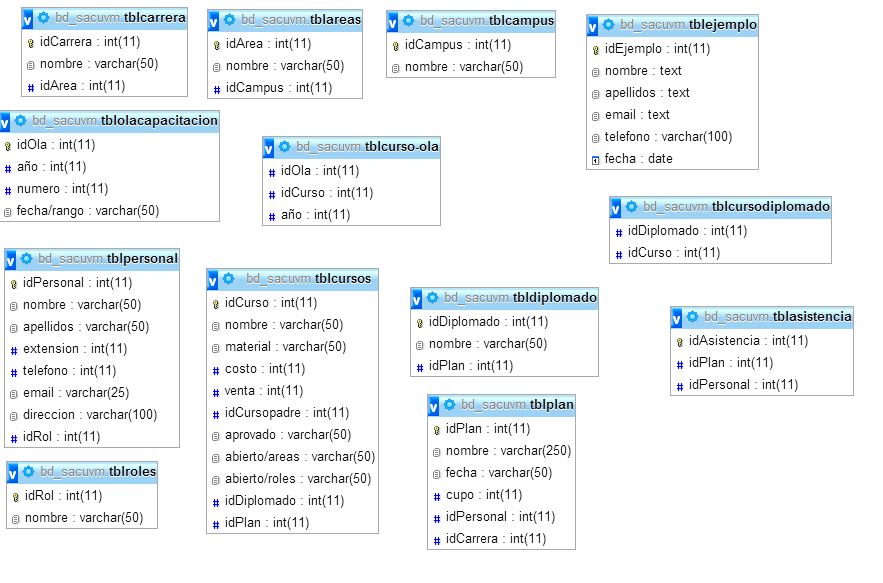 bd_sacuvm.tblcarrera
idCarrera : int(11)
nombre : varchar(50)
idArea : int(11)
bd_sacuvm.tblareas
idArea : int(11)
nombre : varchar(50)
idCampus : int(11)
bd_sacuvm.tblcampus
idCampus : int(11)
nombre : varchar(50)
bd_sacuvm.tblejemplo
idEjemplo : int(11)
nombre : text
apellidos : text
email : text
telefono : varchar(100)
fecha : date
bd_sacuvm.tblolacapacitacion
idOla : int(11)
año : int(11)
numero : int(11)
fecha/rango : varchar(50)
bd_sacuvm.tblcurso-ola
idOla : int(11)
idCurso : int(11)
año : int(11)
bd_sacuvm.tblcursodiplomado
idDiplomado : int(11)
idCurso : int(11)
bd_sacuvm.tblpersonal
idPersonal : int(11)
nombre : varchar(50)
apellidos : varchar(50)
extension : int(11)
telefono : int(11)
email : varchar(25)
direccion : varchar(100)
idRol : int(11)
bd_sacuvm.tblcursos
idCurso : int(11)
nombre : varchar(50)
material : varchar(50)
costo : int(11)
venta : int(11)
idCursopadre : int(11)
aprovado : varchar(50)
abierto/areas : varchar(50)
abierto/roles : varchar(50)
idDiplomado : int(11)
idPlan : int(11)
bd_sacuvm.tbldiplomado
idDiplomado : int(11)
nombre : varchar(50)
idPlan : int(11)
bd_sacuvm.tblasistencia
idAsistencia : int(11)
idPlan : int(11)
idPersonal : int(11)
bd_sacuvm.tblplan
idPlan : int(11)
nombre : varchar(250)
fecha : varchar(50)
cupo : int(11)
idPersonal : int(11)
idCarrera : int(11)
bd_sacuvm.tblroles
idRol : int(11)
nombre : varchar(50)